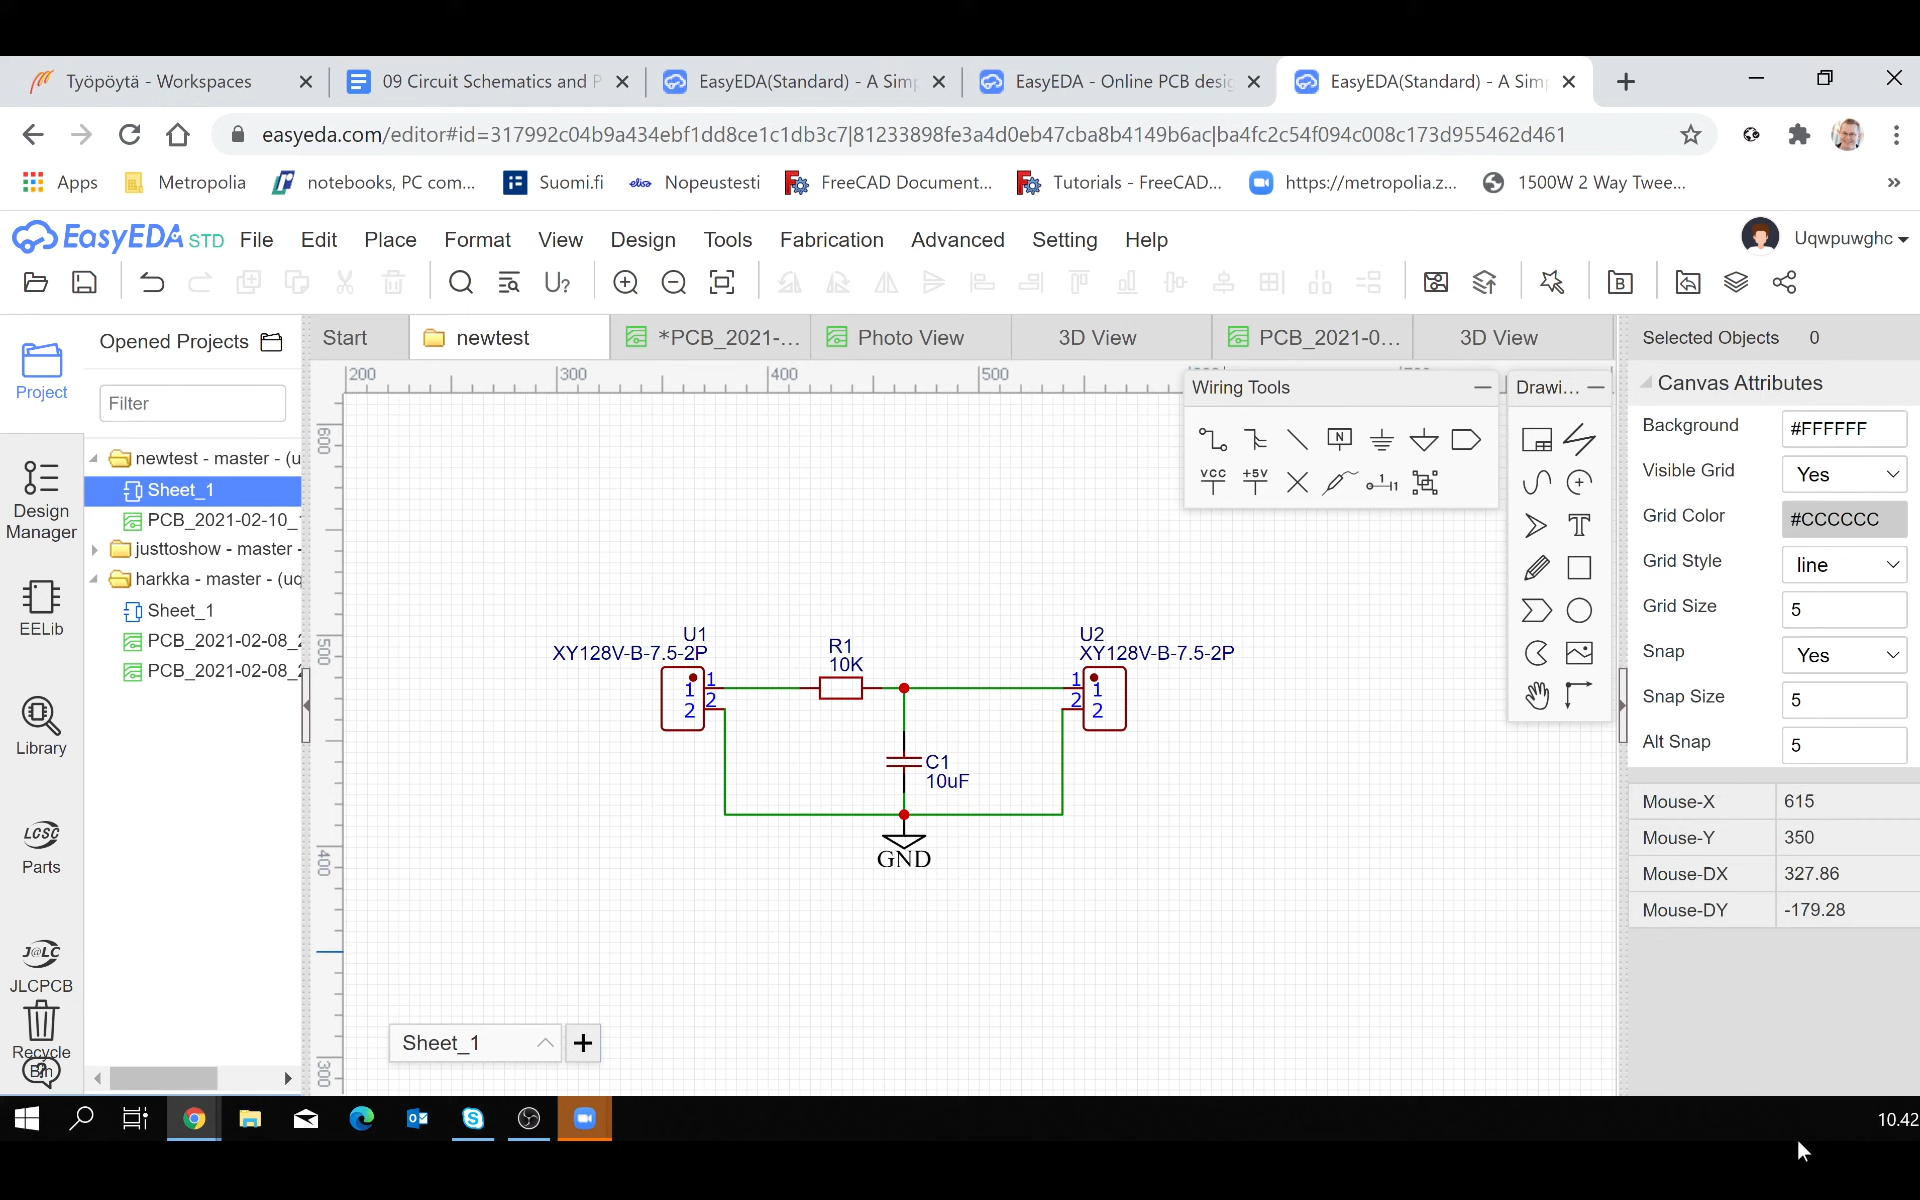 Työpöytä - Workspaces
09 Circuit Schematics and P
EasyEDA(Standard) - A Sim
EasyEDA - Online PCB desig
EasyEDA(Standard) - A Sim
easyeda.com/editor#id=317992c04b9a434ebf1dd8ce1c1db3c7|81233898fe3a4d0eb47cba8b4149b6ac|ba4fc2c54f094c008c173d955462d461
Apps
Metropolia
notebooks, PC com...
Suomi.fi
elisa
Nopeustesti
FreeCAD Document...
Tutorials - FreeCAD...
https://metropolia.z...
1500W 2 Way Twee...
»
EasyEDA STD
File
Edit
Place
Format
View
Design
Tools
Fabrication
Advanced
Setting
Help
Uqwpuwghc
U?
B
Project
Design
Manager
EELib
Library
LCSC
Parts
J@LC
JLCPCB
Recycle
Bin
Opened Projects
Filter
newtest - master - (u
Sheet_1
PCB_2021-02-10_1
justtoshow - master -
harkka - master - (uq
Sheet_1
PCB_2021-02-08_2
PCB_2021-02-08_2
Start
newtest
*PCB_2021-...
Photo View
3D View
PCB_2021-0...
3D View
200
300
400
500
600
500
400
300
Wiring Tools
N
VCC
+5V
Drawi...
T
U1
XY128V-B-7.5-2P
1
2
1
2
R1
10K
U2
XY128V-B-7.5-2P
1
2
1
2
C1
10uF
GND
Sheet_1
Selected Objects 0
Canvas Attributes
Background #FFFFFF
Visible Grid Yes
Grid Color #CCCCCC
Grid Style line
Grid Size 5
Snap Yes
Snap Size 5
Alt Snap 5
Mouse-X 615
Mouse-Y 350
Mouse-DX 327.86
Mouse-DY -179.28
10.42